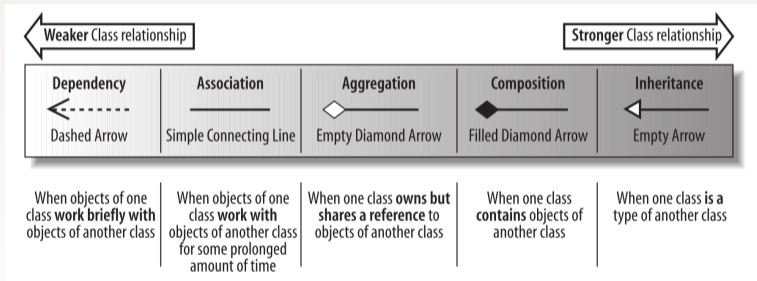 Weaker Class relationship
Stronger Class relationship
Dependency
Association
Aggregation
Composition
Inheritance
Dashed Arrow
Simple Connecting Line
Empty Diamond Arrow
Filled Diamond Arrow
Empty Arrow
When objects of one
class work briefly with
objects of another class
When objects of one
class work with
objects of another class
for some prolonged
amount of time
When one class owns but
shares a reference to
objects of another class
When one class
contains objects of
another class
When one class is a
type of another class